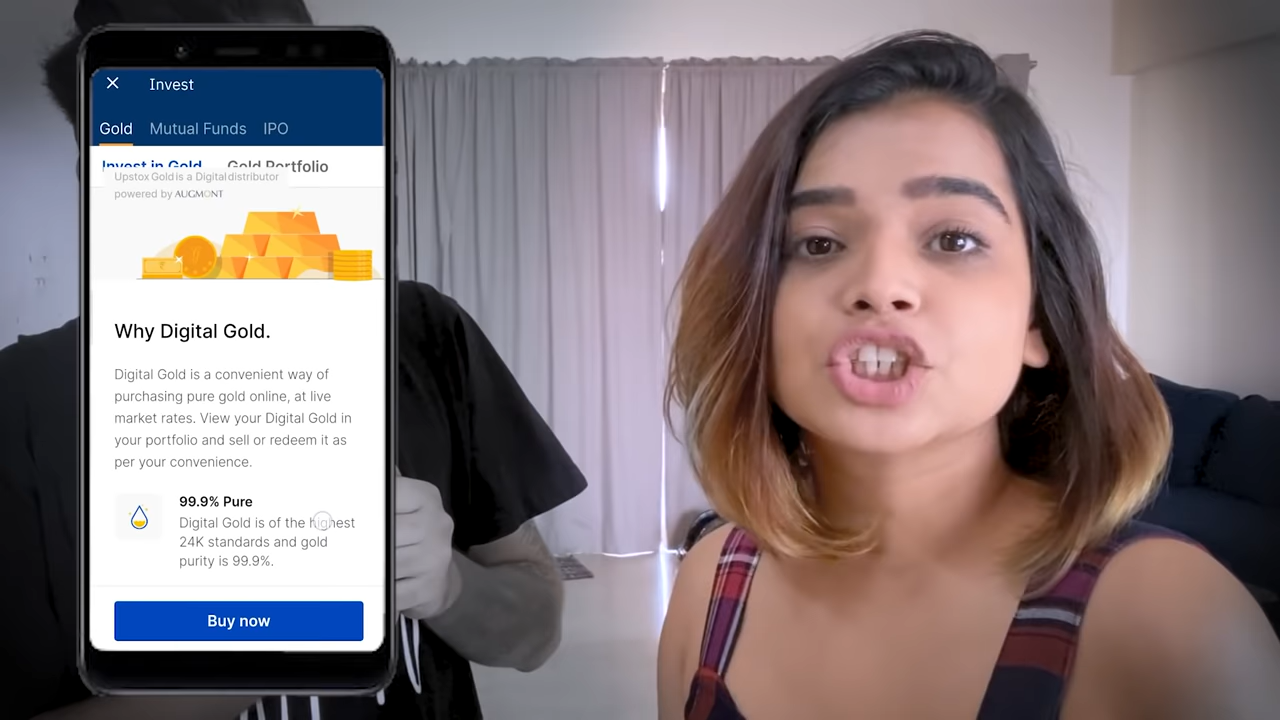 Invest
Gold Mutual Funds IPO
Invest in Gold Gold Portfolio
Upstox Gold is a Digital distributor
powered by AUGMONT
Why Digital Gold.
Digital Gold is a convenient way of
purchasing pure gold online, at live
market rates. View your Digital Gold in
your portfolio and sell or redeem it as
per your convenience.
99.9% Pure
Digital Gold is of the highest
24K standards and gold
purity is 99.9%.
Buy now